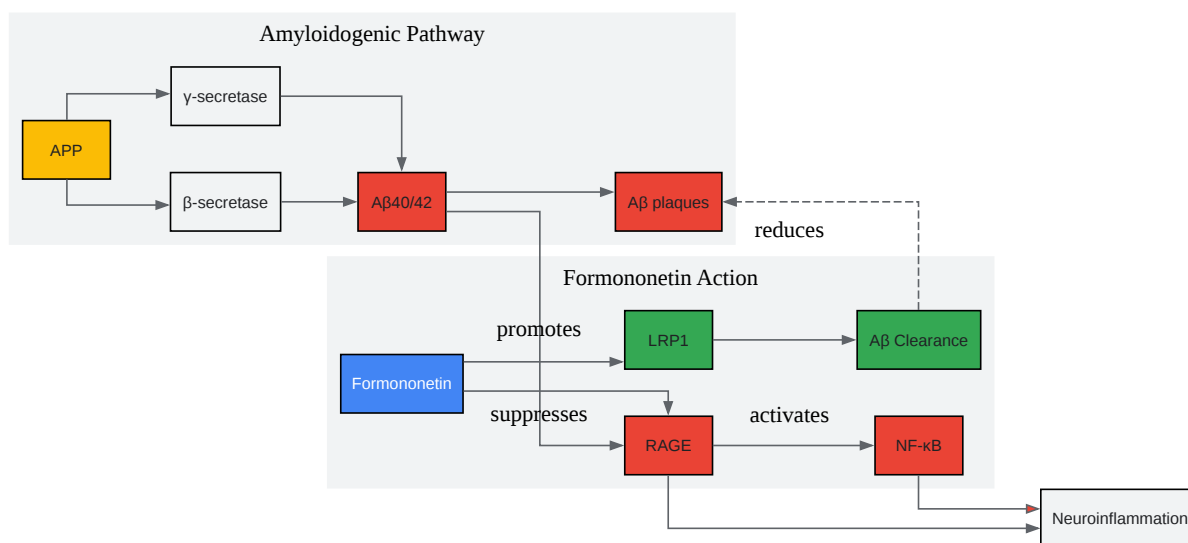 Amyloidogenic Pathway
γ-secretase
APP
β-secretase
Aβ40/42
Aβ plaques
reduces
Formononetin Action
promotes
LRP1
Aβ Clearance
Formononetin
suppresses
RAGE
activates
NF-κB
Neuroinflammation